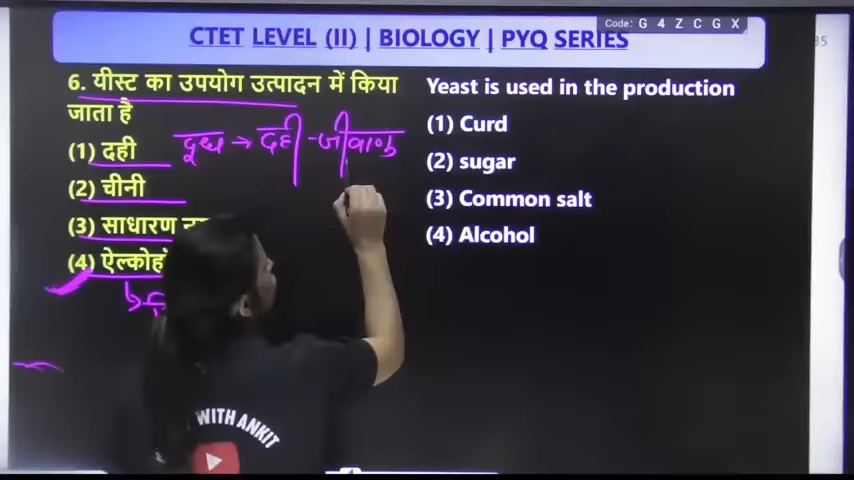 Code: G 4 Z C G X
CTET LEVEL (II) | BIOLOGY | PYQ SERIES
6. यीस्ट का उपयोग उत्पादन में किया
जाता है
(1) दही
(2) चीनी
(3) साधारण
(4)
दूध → दही - जीवाणु
Yeast is used in the production
(1) Curd
(2) sugar
(3) Common salt
(4) Alcohol
WITH ANKIT